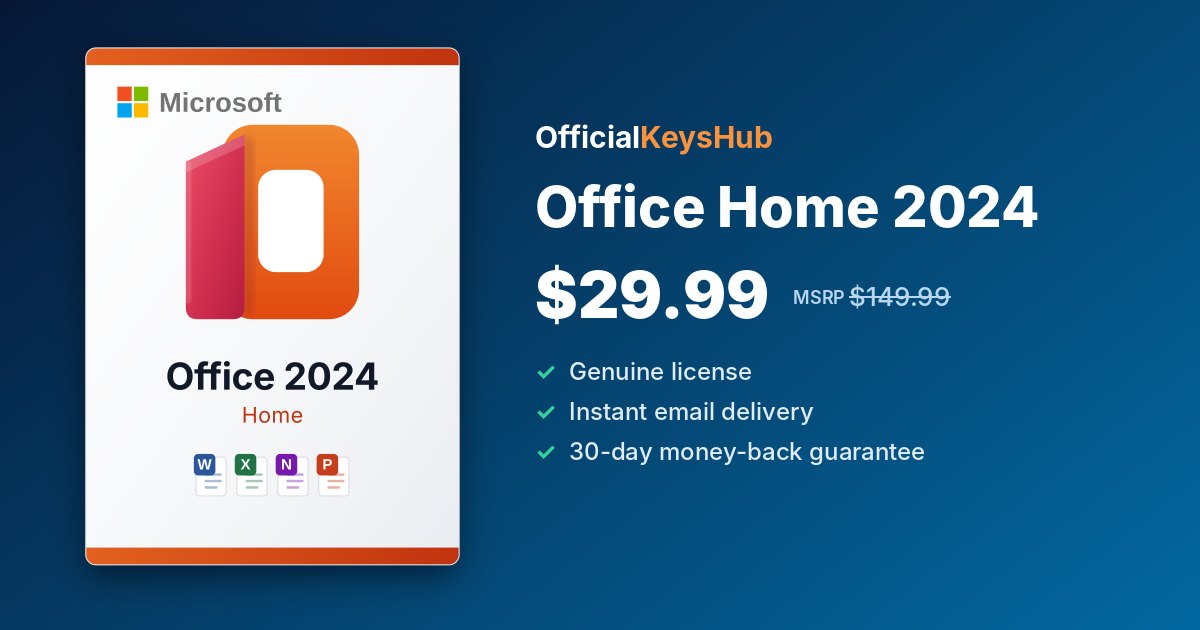 Microsoft
Office 2024
Home
W X N P
OfficialKeysHub
Office Home 2024
$29.99 MSRP $149.99
Genuine license
Instant email delivery
30-day money-back guarantee